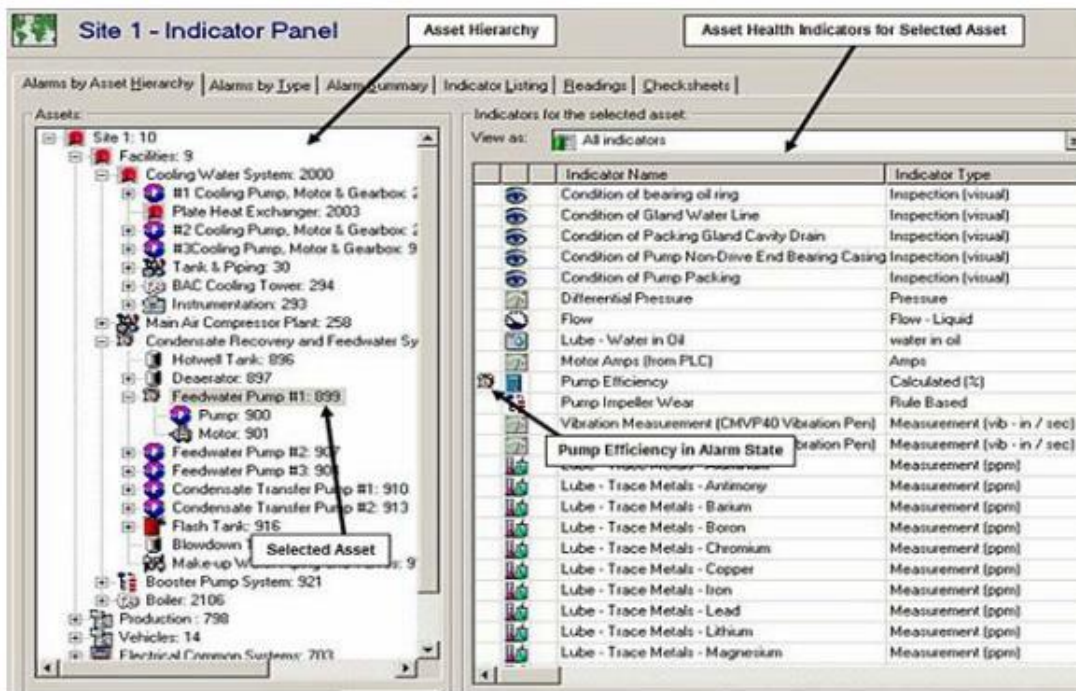 Site 1 - Indicator Panel
Asset Hierarchy
Asset Health Indicators for Selected Asset
Alarms by Asset Hierarchy
Alarms by Type
Alarm Summary
Indicator Listing
Readings
Checksheets
Assets:
Site 1: 10
Facilities: 9
Cooling Water System: 2000
#1 Cooling Pump, Motor & Gearbox:
Plate Heat Exchanger: 2003
#2 Cooling Pump, Motor & Gearbox:
#3Cooling Pump, Motor & Gearbox: 9
Tank & Piping: 30
BAC Cooling Tower: 294
Instrumentation: 293
Main Air Compressor Plant: 258
Condensate Recovery and Feedwater Sy
Hotwell Tank: 896
Deaerator: 897
Feedwater Pump #1: 899
Pump: 900
Motor: 901
Feedwater Pump #2:
Feedwater Pump #3:
Condensate Transfer Pump #1: 910
Condensate Transfer Pump #2: 913
Flash Tank: 916
Blowdown
Selected Asset
Make-up
Booster Pump System: 921
Boiler: 2106
Production : 798
Vehicles: 14
Electrical Common Systems: 703
Indicators for the selected asset:
View as: All indicators
Indicator Name Indicator Type
Condition of bearing oil ring Inspection (visual)
Condition of Gland Water Line Inspection (visual)
Condition of Packing Gland Cavity Drain Inspection (visual)
Condition of Pump Non-Drive End Bearing Casing Inspection (visual)
Condition of Pump Packing Inspection (visual)
Differential Pressure Pressure
Flow Flow - Liquid
Lube - Water in Oil water in oil
Motor Amps (from PLC) Amps
Pump Efficiency Calculated (%)
Pump Impeller Wear Rule Based
Vibration Measurement (CMVP40 Vibration Pen) Measurement (vib - in / sec)
Pump Efficiency in Alarm State
bration Pen) Measurement (vib - in / sec)
Lube - Trace Metals - Aluminum Measurement (ppm)
Lube - Trace Metals - Antimony Measurement (ppm)
Lube - Trace Metals - Barium Measurement (ppm)
Lube - Trace Metals - Boron Measurement (ppm)
Lube - Trace Metals - Chromium Measurement (ppm)
Lube - Trace Metals - Copper Measurement (ppm)
Lube - Trace Metals - Iron Measurement (ppm)
Lube - Trace Metals - Lead Measurement (ppm)
Lube - Trace Metals - Lithium Measurement (ppm)
Lube - Trace Metals - Magnesium Measurement (ppm)